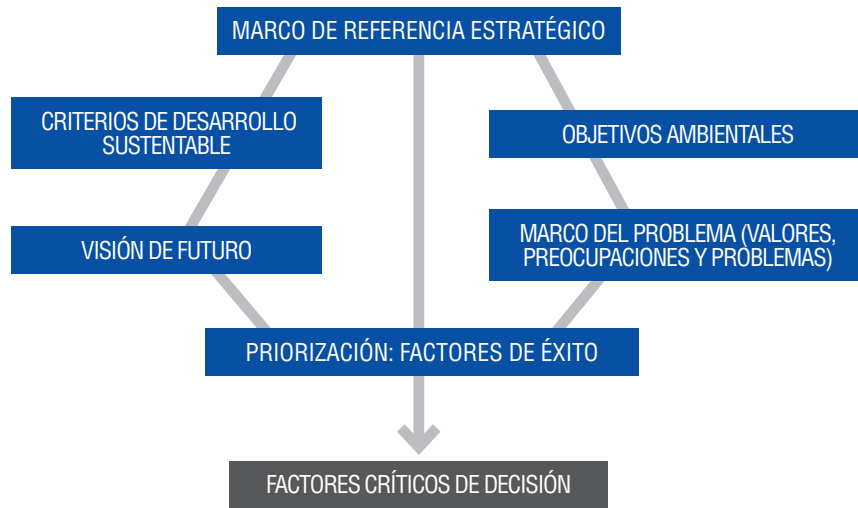 MARCO DE REFERENCIA ESTRATÉGICO
CRITERIOS DE DESARROLLO
SUSTENTABLE
OBJETIVOS AMBIENTALES
VISIÓN DE FUTURO
MARCO DEL PROBLEMA (VALORES,
PREOCUPACIONES Y PROBLEMAS)
PRIORIZACIÓN: FACTORES DE ÉXITO
FACTORES CRÍTICOS DE DECISIÓN